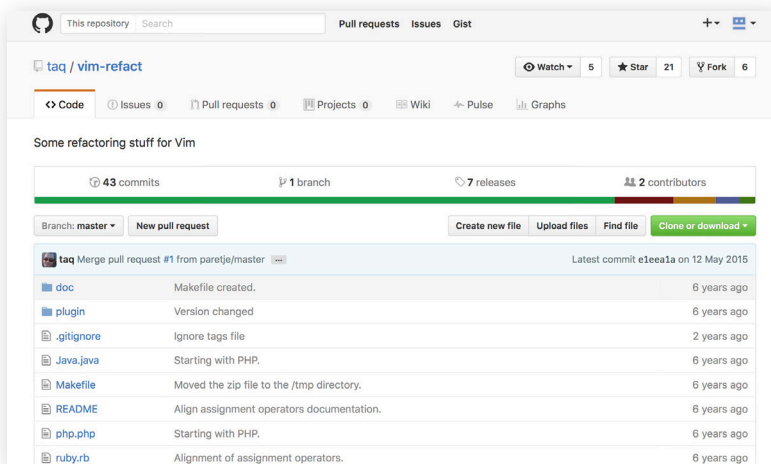 This repository Search Pull requests Issues Gist
taq / vim-refact Watch 5 Star 21 Fork 6
Code Issues 0 Pull requests 0 Projects 0 Wiki Pulse Graphs
Some refactoring stuff for Vim
43 commits 1 branch 7 releases 2 contributors
Branch: master New pull request Create new file Upload files Find file Clone or download
taq Merge pull request #1 from paretje/master ... Latest commit e1eea1a on 12 May 2015
doc Makefile created. 6 years ago
plugin Version changed 6 years ago
.gitignore Ignore tags file 2 years ago
Java.java Starting with PHP. 6 years ago
Makefile Moved the zip file to the /tmp directory. 6 years ago
README Align assignment operators documentation. 6 years ago
php.php Starting with PHP. 6 years ago
ruby.rb Alignment of assignment operators. 6 years ago